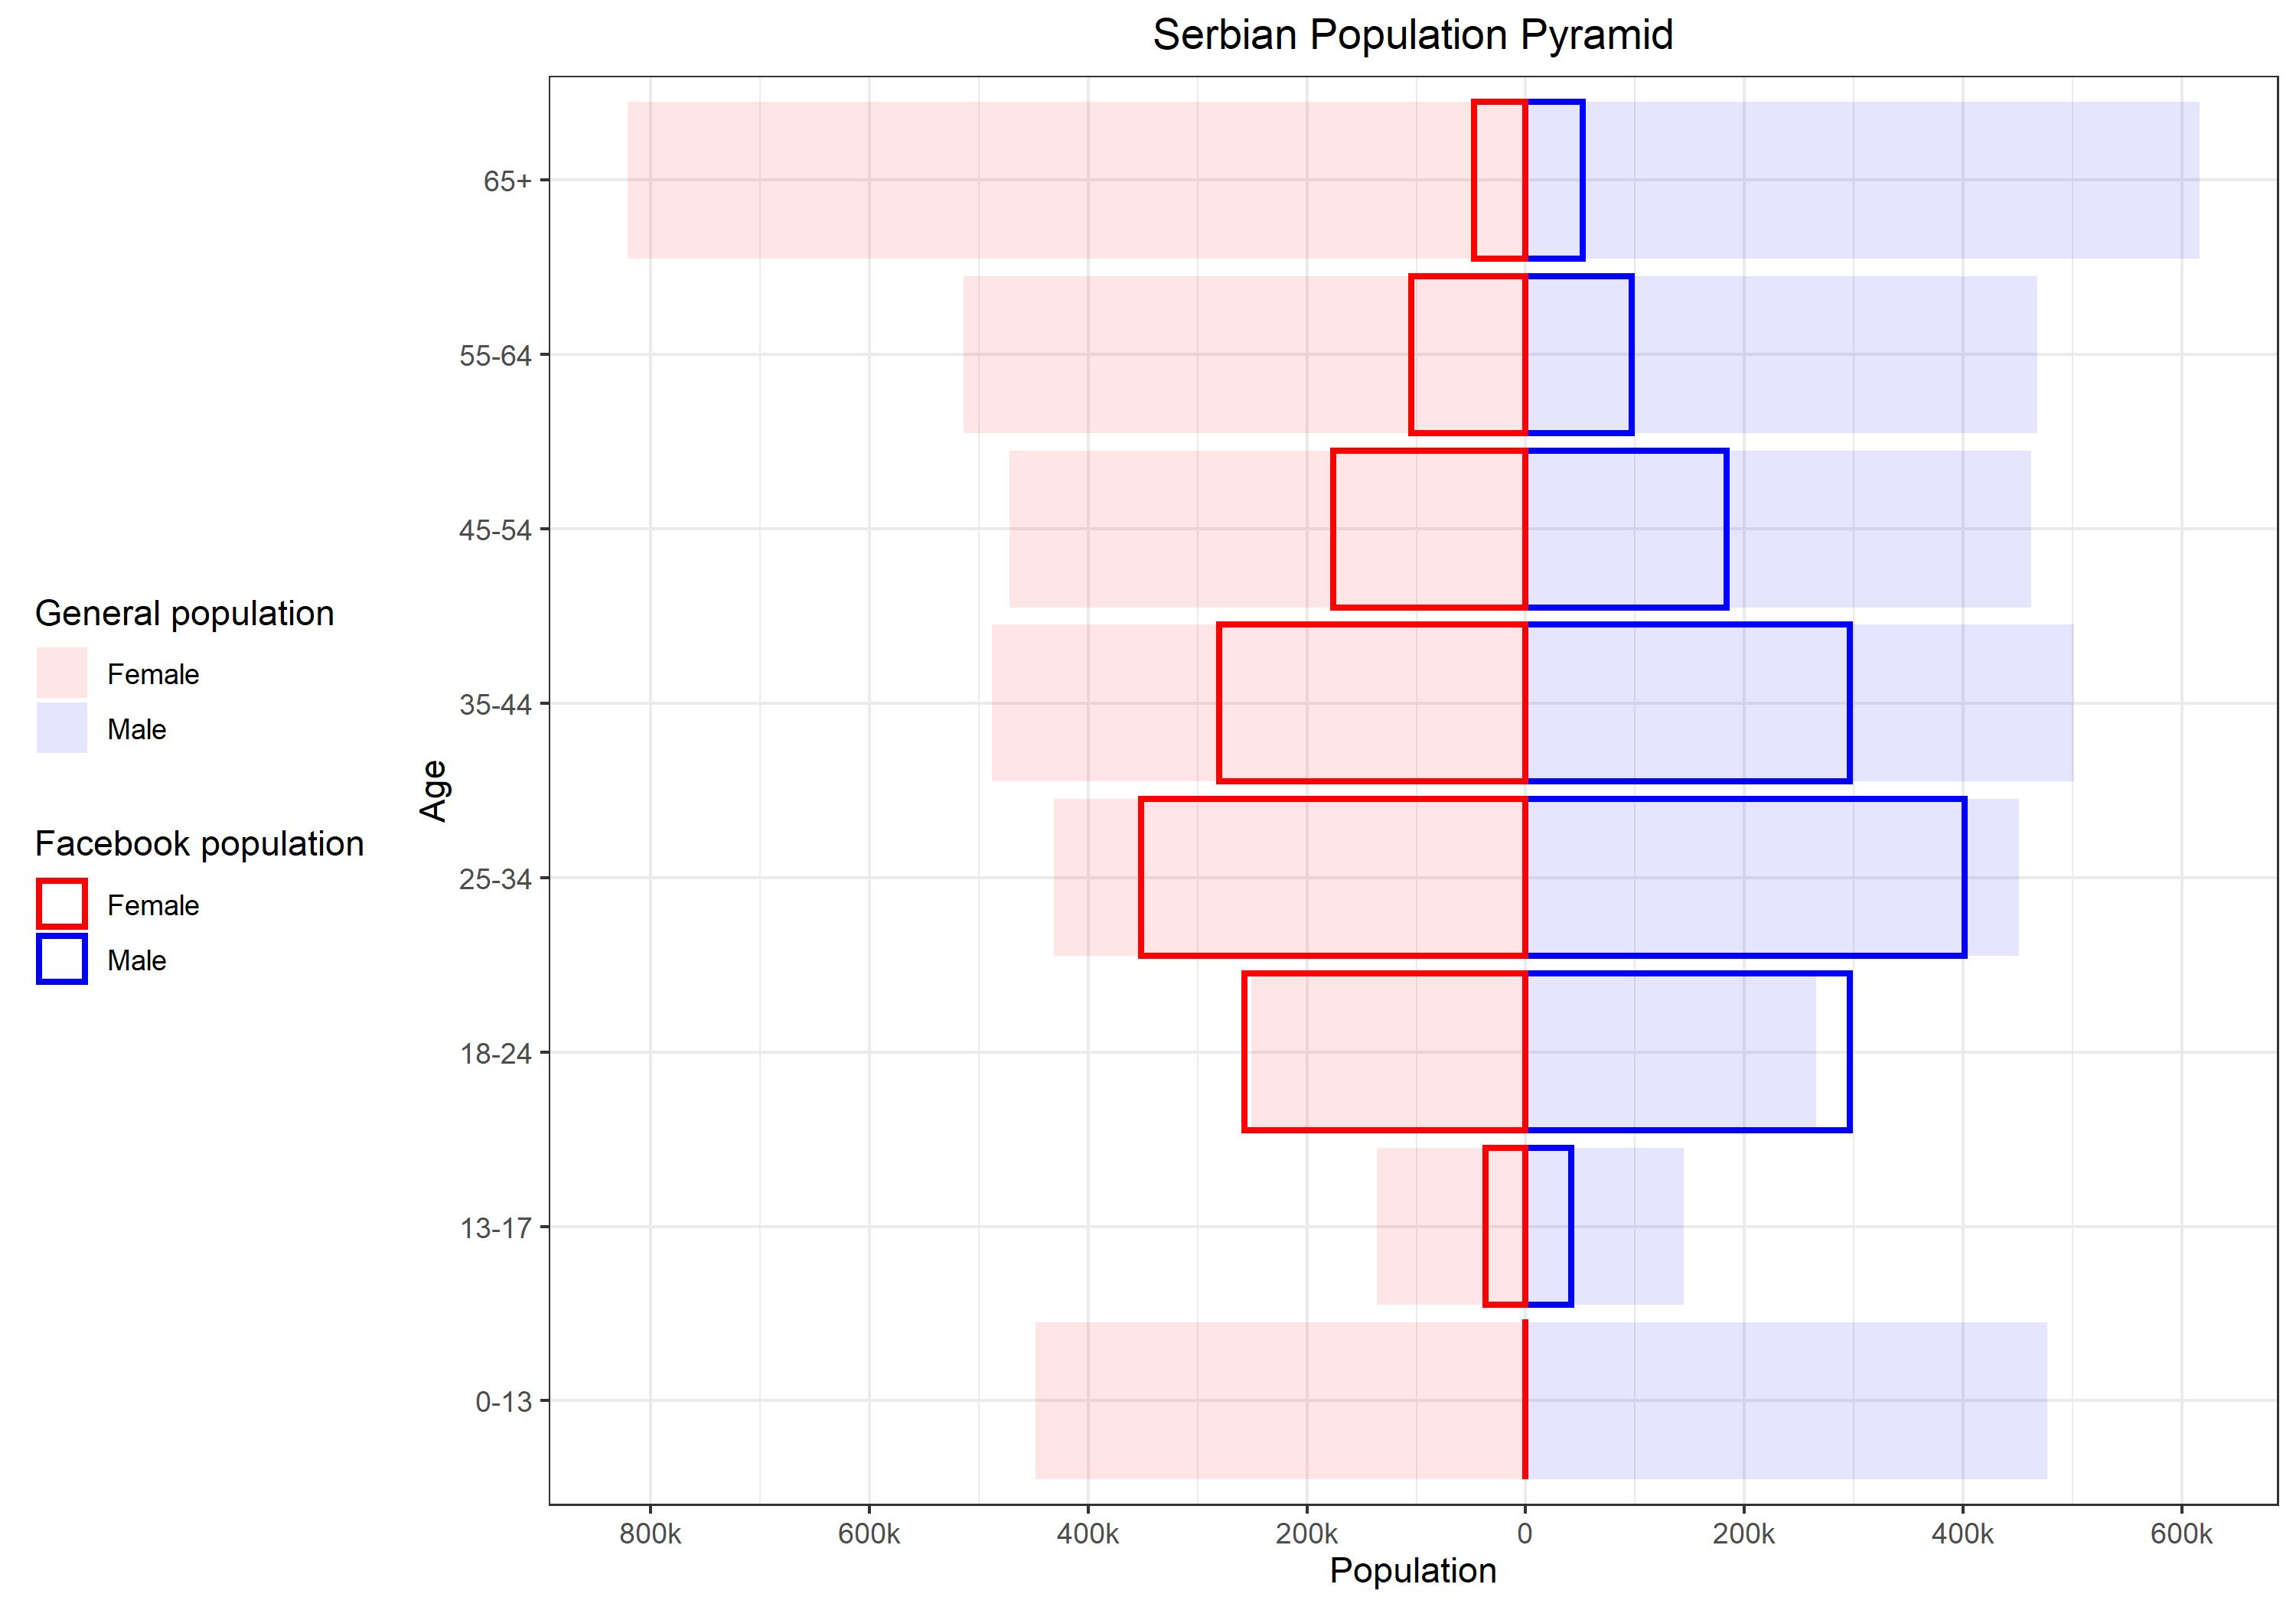 Serbian Population Pyramid
General population
Female
Male
Facebook population
Female
Male
Age
65+
55-64
45-54
35-44
25-34
18-24
13-17
0-13
800k 600k 400k 200k 0 200k 400k 600k
Population